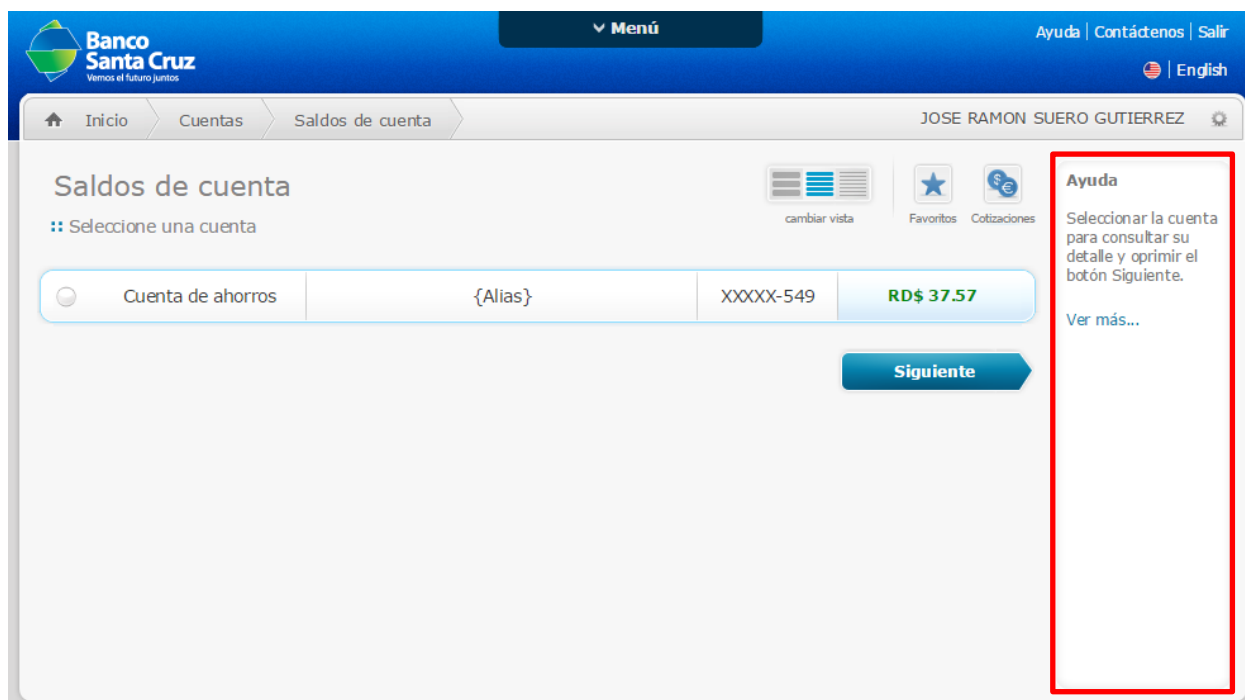 Banco
Santa Cruz
Vemos el futuro juntos
Menú
Ayuda | Contáctenos | Salir
English
Inicio Cuentas Saldos de cuenta JOSE RAMON SUERO GUTIERREZ
Saldos de cuenta
Seleccione una cuenta
cambiar vista Favoritos Cotizaciones
Cuenta de ahorros {Alias} XXXXX-549 RD$ 37.57
Siguiente
Ayuda
Seleccionar la cuenta
para consultar su
detalle y oprimir el
botón Siguiente.
Ver más...